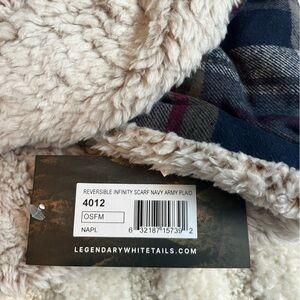 REVERSIBLE INFINITY SCARF NAVY ARMY PLAID
4012
OSFM
NAPL
6 32187 15739 2
LEGENDARYWHITETAILS.COM